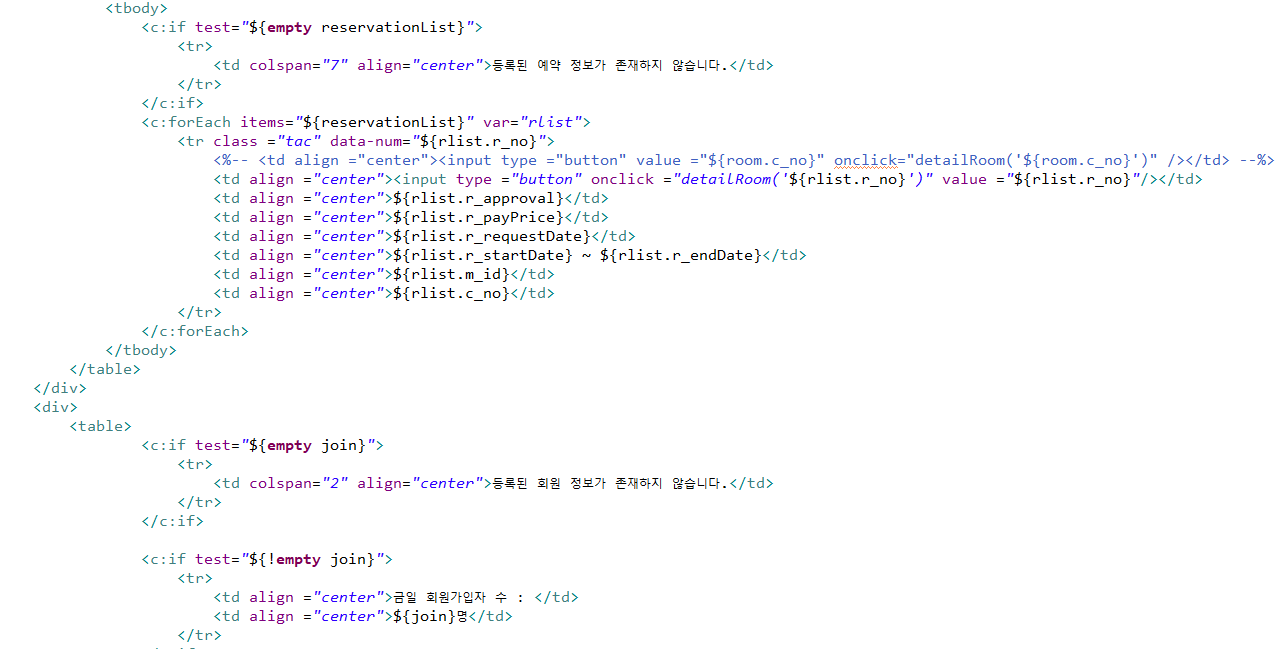 <tbody>
<c:if test="${empty reservationList}">
<tr>
<td colspan="7" align="center">등록된 예약 정보가 존재하지 않습니다.</td>
</tr>
</c:if>
<c:forEach items="${reservationList}" var="rlist">
<tr class ="tac" data-num="${rlist.r_no}">
<%-- <td align ="center"><input type ="button" value ="${room.c_no}" onclick="detailRoom('${room.c_no}')" /></td> --%>
<td align ="center"><input type ="button" onclick ="detailRoom('${rlist.r_no}')" value ="${rlist.r_no}"/></td>
<td align ="center">${rlist.r_approval}</td>
<td align ="center">${rlist.r_payPrice}</td>
<td align ="center">${rlist.r_requestDate}</td>
<td align ="center">${rlist.r_startDate} ~ ${rlist.r_endDate}</td>
<td align ="center">${rlist.m_id}</td>
<td align ="center">${rlist.c_no}</td>
</tr>
</c:forEach>
</tbody>
</table>
</div>
<div>
<table>
<c:if test="${empty join}">
<tr>
<td colspan="2" align="center">등록된 회원 정보가 존재하지 않습니다.</td>
</tr>
</c:if>
<c:if test="${!empty join}">
<tr>
<td align ="center">금일 회원가입자 수 : </td>
<td align ="center">${join}명</td>
</tr>